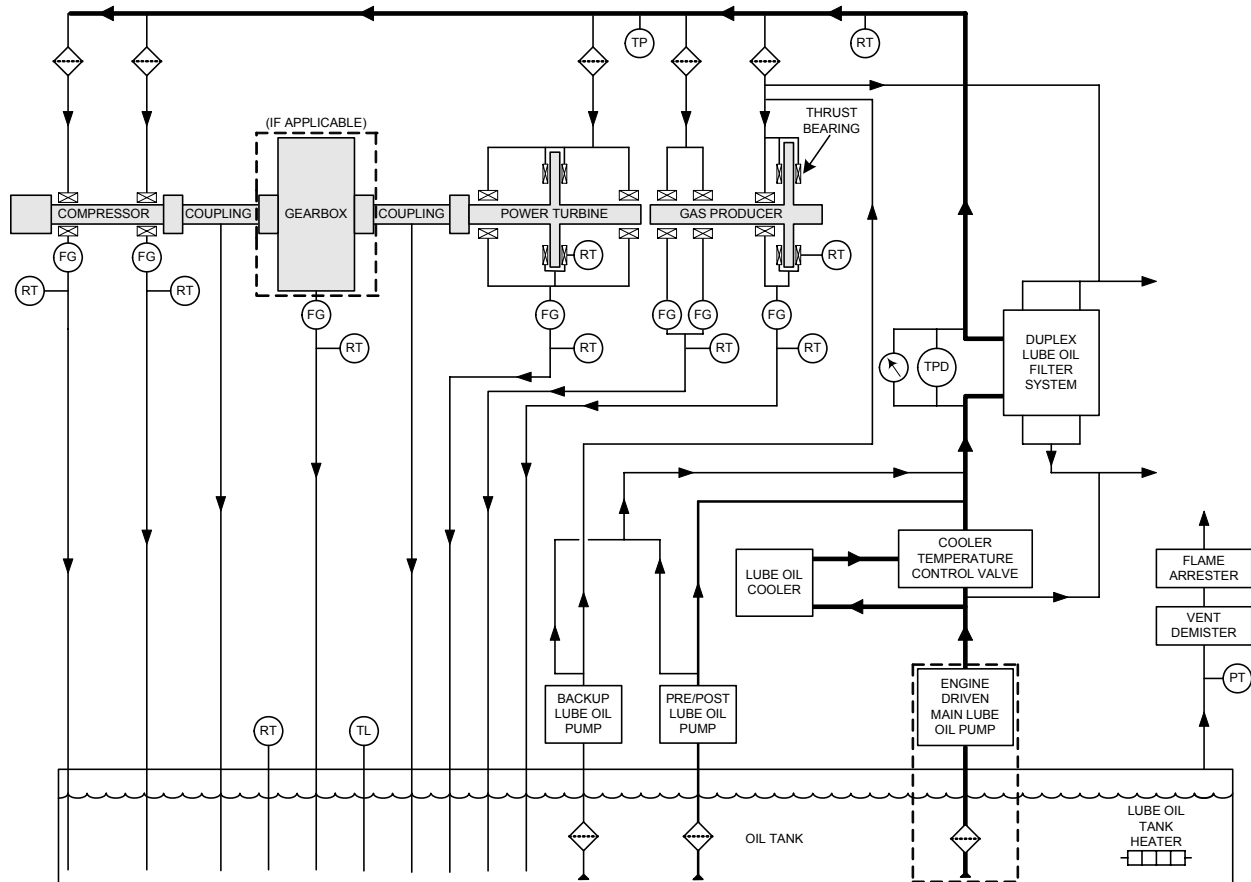 TP
RT
(IF APPLICABLE)
THRUST
BEARING
COMPRESSOR
COUPLING
GEARBOX
COUPLING
POWER TURBINE
GAS PRODUCER
FG
FG
RT
RT
RT
RT
FG
FG
FG
FG
FG
RT
RT
RT
RT
TPD
DUPLEX
LUBE OIL
FILTER
SYSTEM
COOLER
TEMPERATURE
CONTROL VALVE
LUBE OIL
COOLER
FLAME
ARRESTER
VENT
DEMISTER
PT
BACKUP
LUBE OIL
PUMP
PRE/POST
LUBE OIL
PUMP
ENGINE
DRIVEN
MAIN LUBE
OIL PUMP
RT
TL
OIL TANK
LUBE OIL
TANK
HEATER